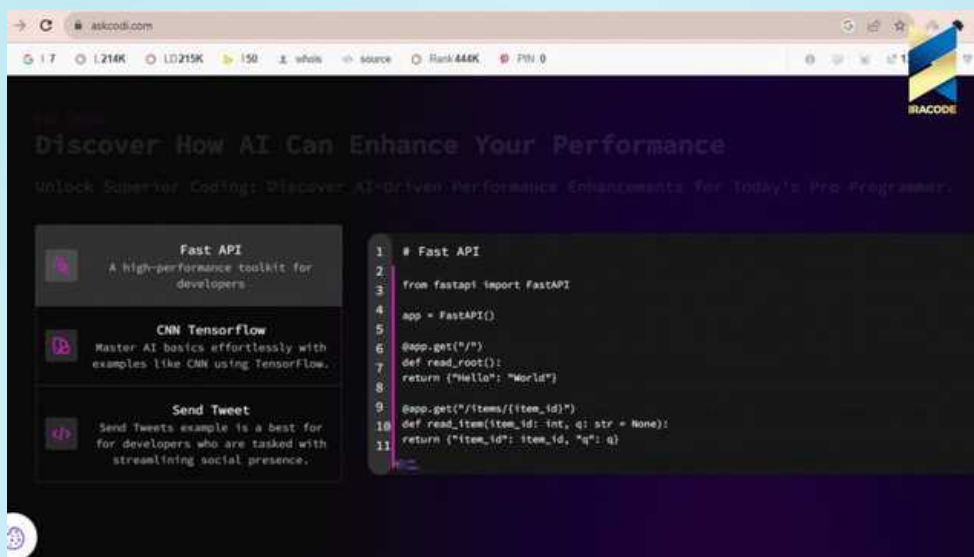 askcodi.com
I 7 L 214K LD 215K I 50 whois source Rank 444K PIN 0
IRACODE
Discover How AI Can Enhance Your Performance
Unlock Superior Coding: Discover AI-Driven Performance Enhancements for Today's Pro Programmer.
Fast API
A high-performance toolkit for
developers
CNN Tensorflow
Master AI basics effortlessly with
examples like CNN using TensorFlow.
Send Tweet
Send Tweets example is a best for
for developers who are tasked with
streamlining social presence.
1 # Fast API
2
3 from fastapi import FastAPI
4 app = FastAPI()
5
6 @app.get("/")
7 def read_root():
8 return {"Hello": "World"}
9 @app.get("/items/{item_id}")
10 def read_item(item_id: int, q: str = None):
11 return {"item_id": item_id, "q": q}